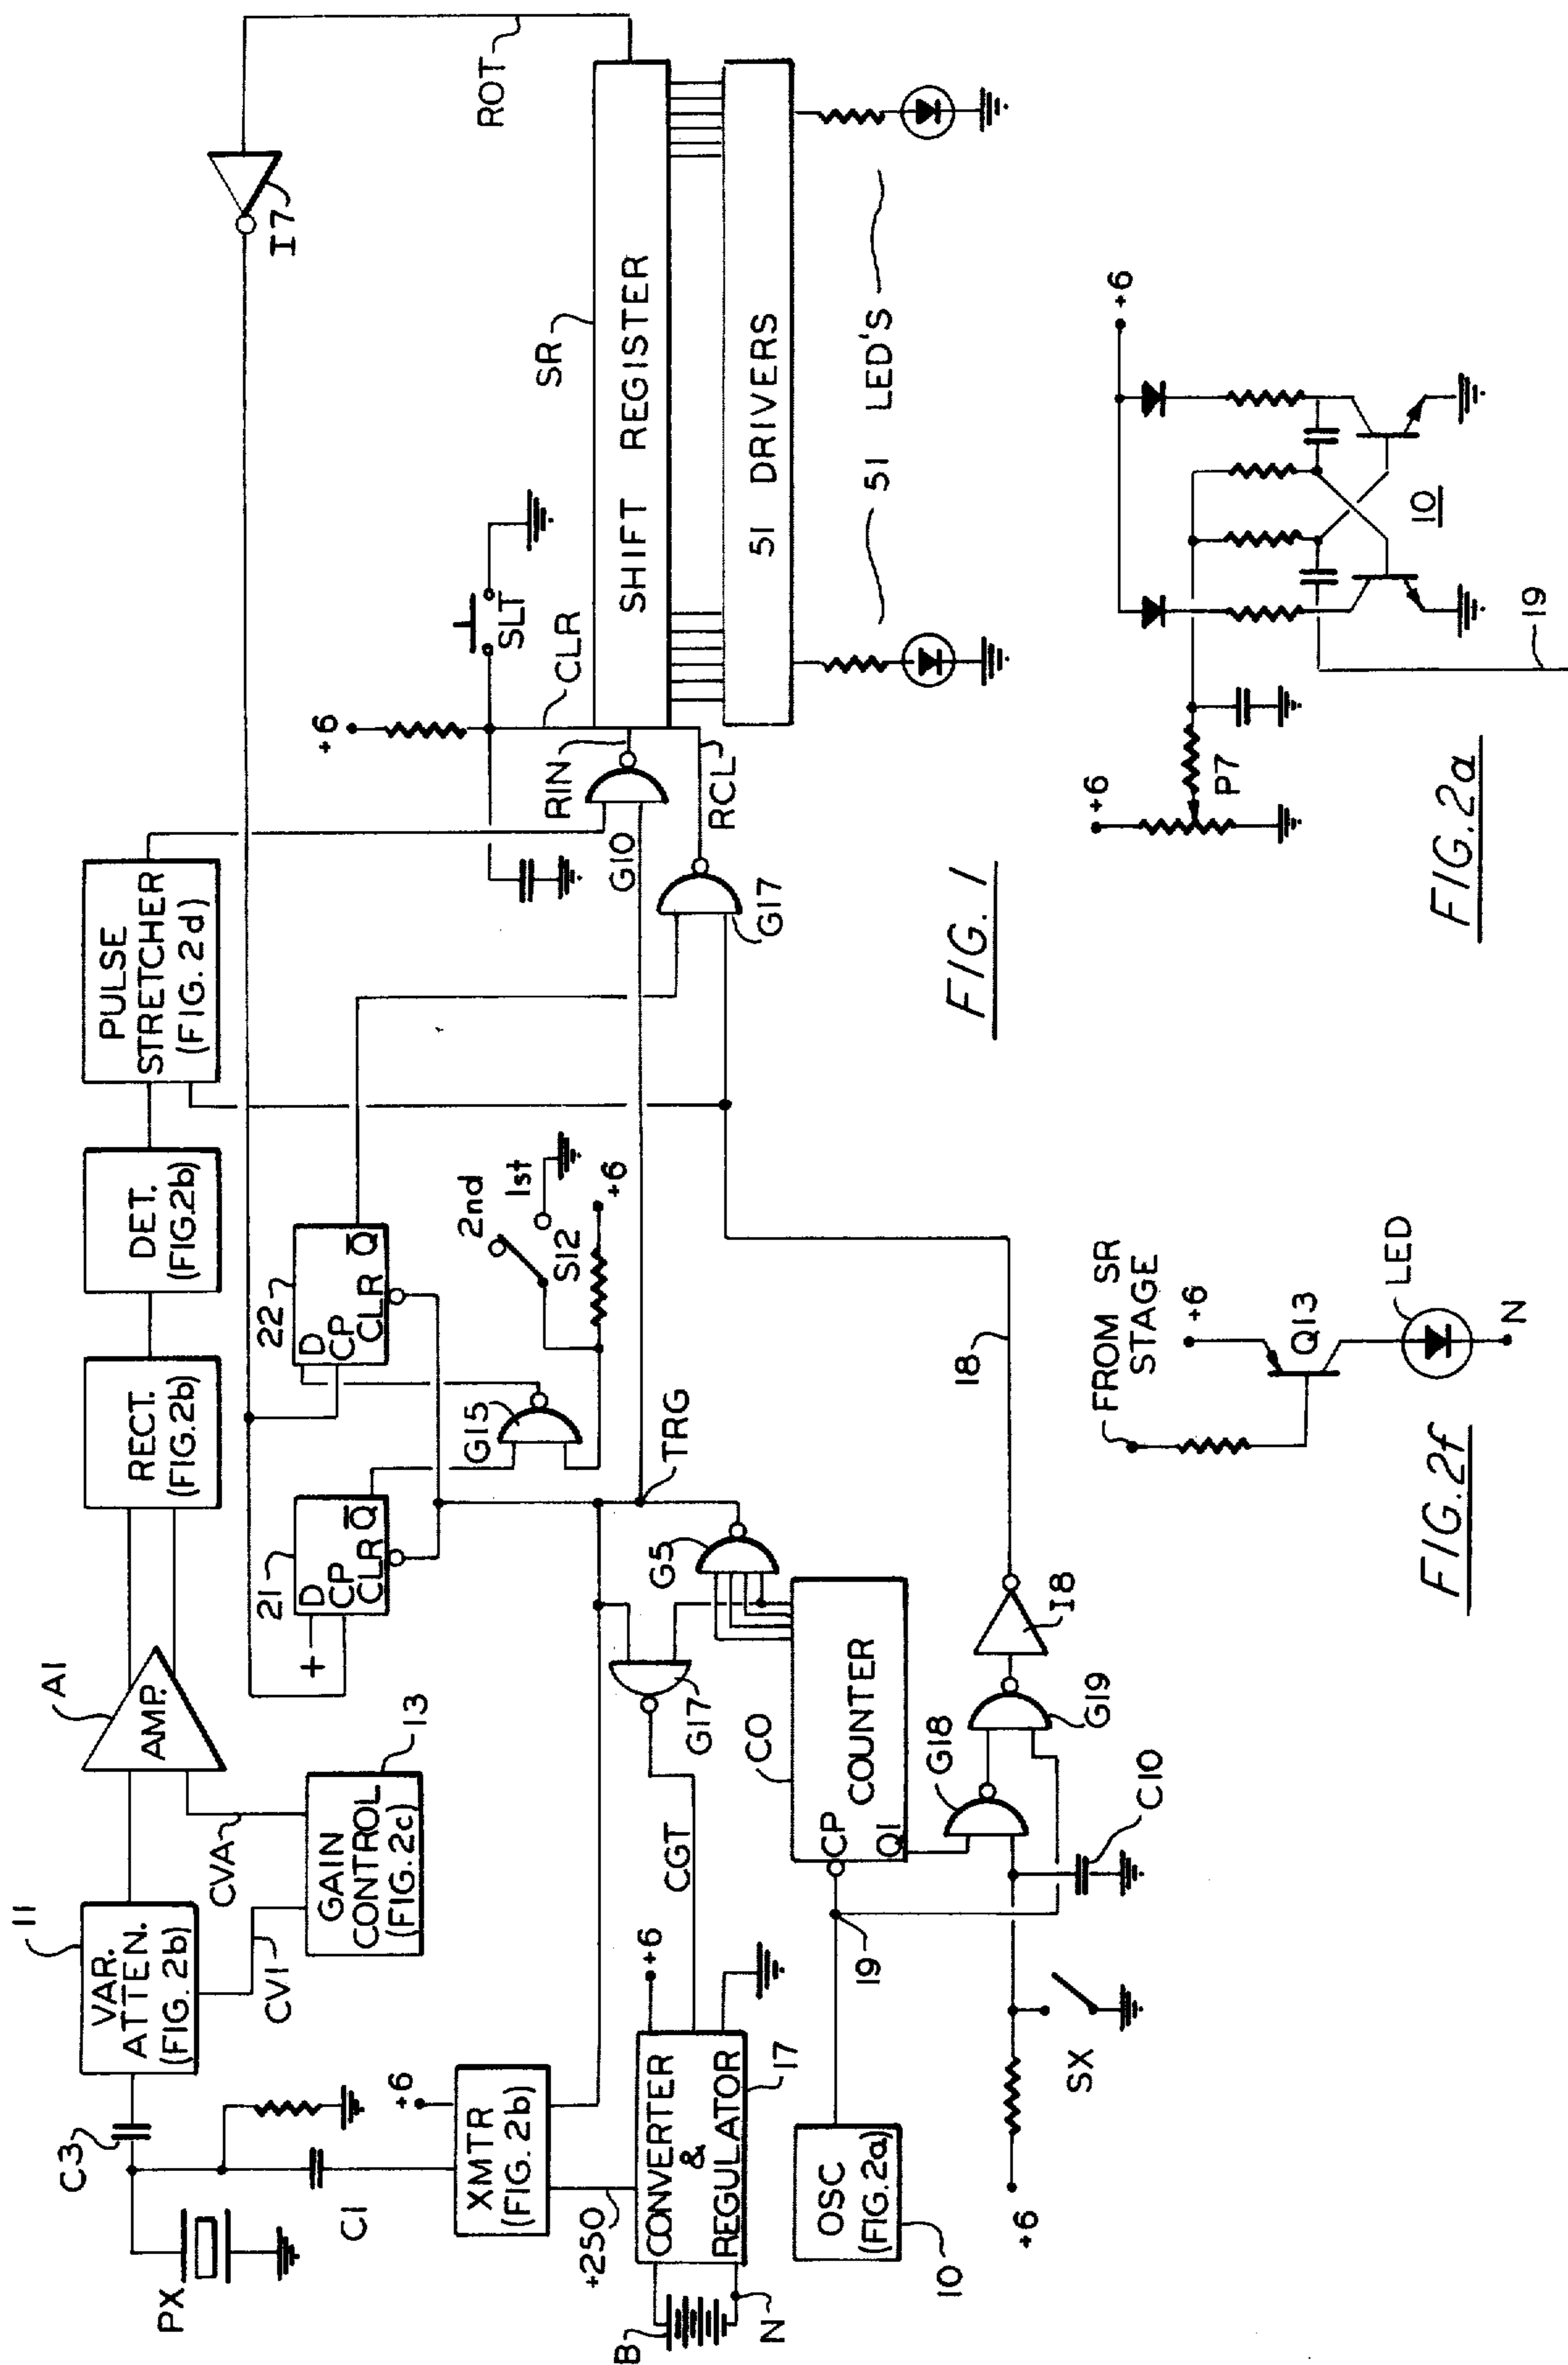 PX
C3
C1
11
VAR.
ATTEN.
(FIG. 2b)
CV1
CVA
GAIN
CONTROL
(FIG. 2c)
13
A1
AMP.
RECT.
(FIG. 2b)
DET.
(FIG. 2b)
PULSE
STRETCHER
(FIG. 2d)
I7
ROT
+6
XMTR
(FIG. 2b)
+250
B
N
CONVERTER
&
REGULATOR
17
+6
CGT
G17
21
D
CP
CLR
Q
+
22
D
CP
CLR
Q
G15
2nd
1st
S12
+6
TRG
G5
CO
CP
COUNTER
Q1
OSC
(FIG. 2a)
10
19
+6
SX
C10
G18
G19
I8
18
G17
G10
RIN
RCL
CLR
+6
SLT
SR
SHIFT REGISTER
51 DRIVERS
51 LED'S
FIG. 1
FROM SR
STAGE
+6
Q13
LED
N
FIG. 2f
+6
P7
+6
10
19
FIG. 2a